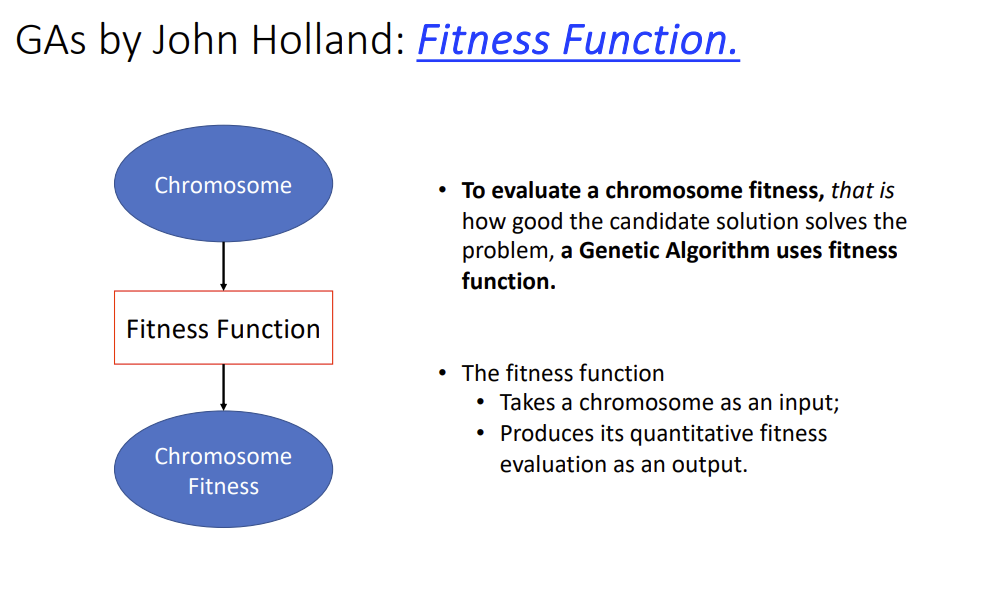 GAs by John Holland: Fitness Function.
Chromosome
Fitness Function
Chromosome
Fitness
• To evaluate a chromosome fitness, that is
how good the candidate solution solves the
problem, a Genetic Algorithm uses fitness
function.
• The fitness function
• Takes a chromosome as an input;
• Produces its quantitative fitness
evaluation as an output.